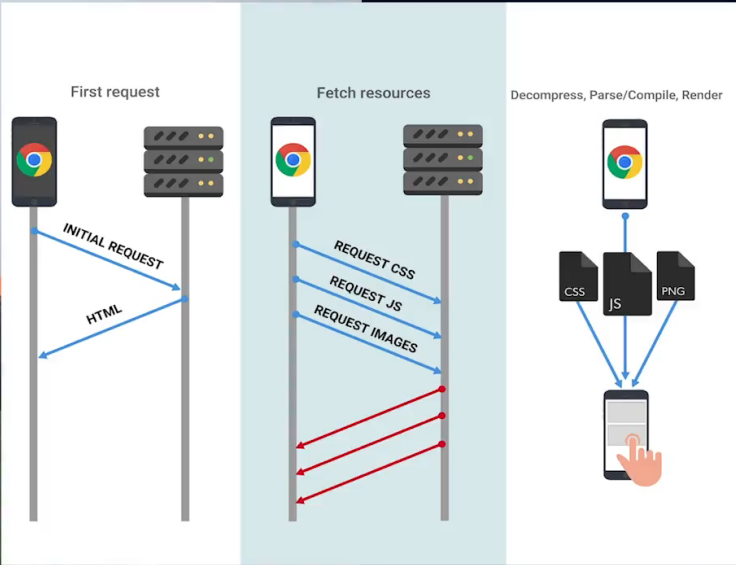 First request
INITIAL REQUEST
HTML
Fetch resources
REQUEST CSS
REQUEST JS
REQUEST IMAGES
Decompress, Parse/Compile, Render
CSS
JS
PNG